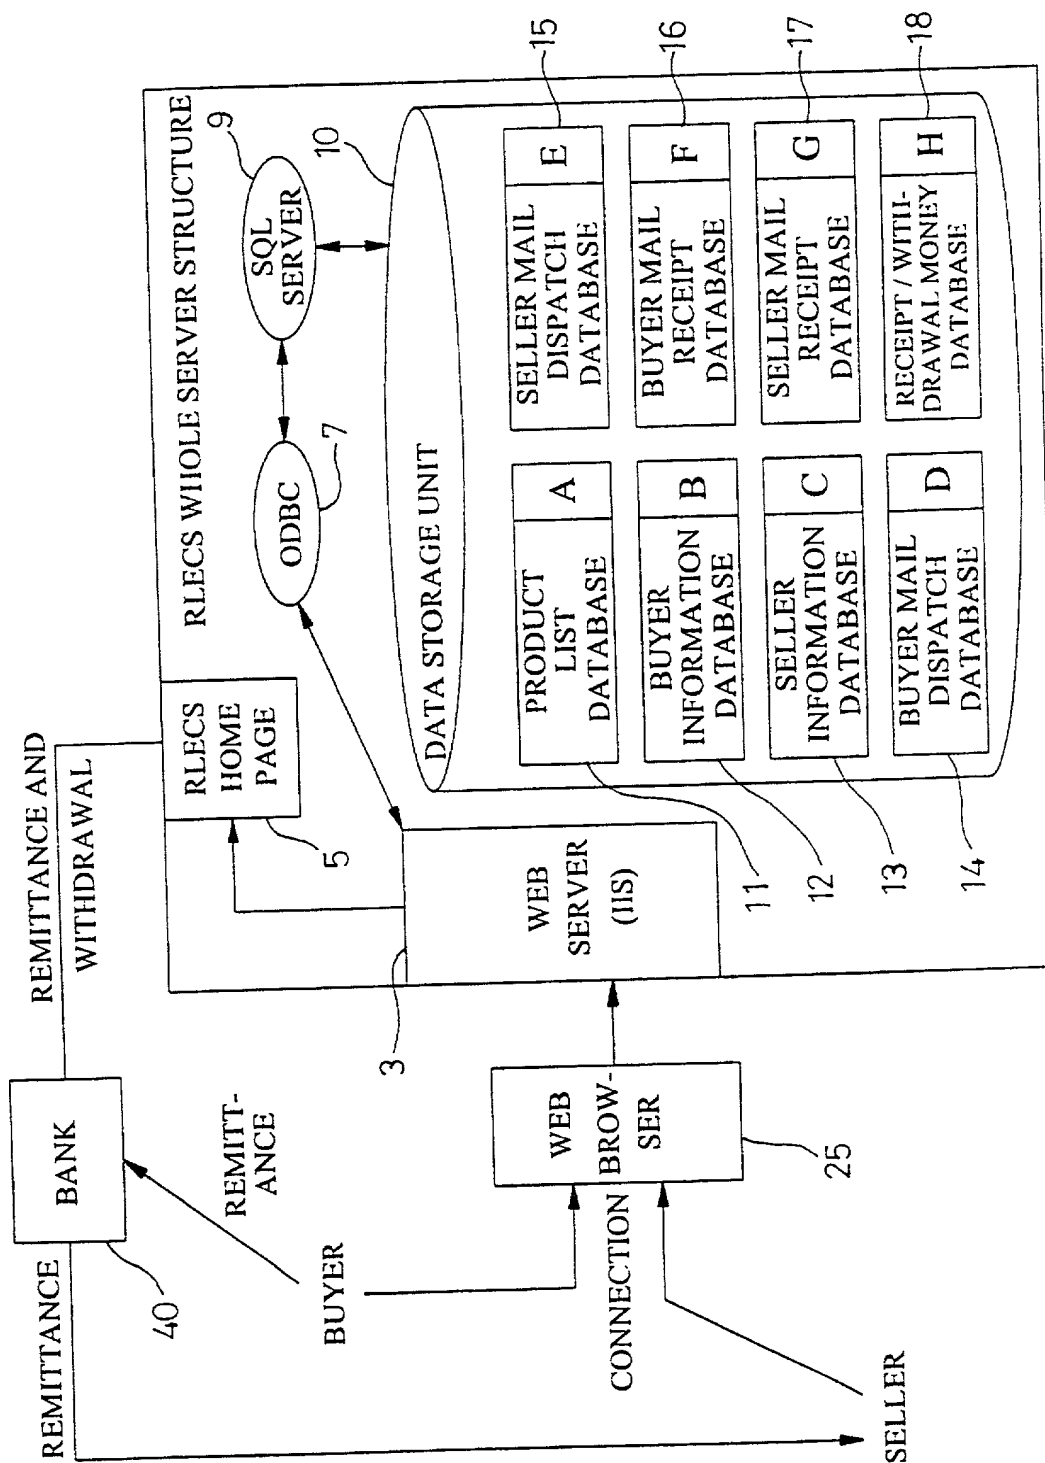 REMITTANCE
40
BANK
REMITTANCE AND
WITHDRAWAL
REMITT-
ANCE
BUYER
CONNECTION
SELLER
WEB
BROW-
SER
25
RLECS WHOLE SERVER STRUCTURE
RLECS
HOME
PAGE
5
3
WEB
SERVER
(IIS)
ODBC
7
SQL
SERVER
9
10
DATA STORAGE UNIT
PRODUCT
LIST
DATABASE
A
11
BUYER
INFORMATION
DATABASE
B
12
SELLER
INFORMATION
DATABASE
C
13
BUYER MAIL
DISPATCH
DATABASE
D
14
SELLER MAIL
DISPATCH
DATABASE
E
15
BUYER MAIL
RECEIPT
DATABASE
F
16
SELLER MAIL
RECEIPT
DATABASE
G
17
RECEIPT / WITH-
DRAWAL MONEY
DATABASE
H
18